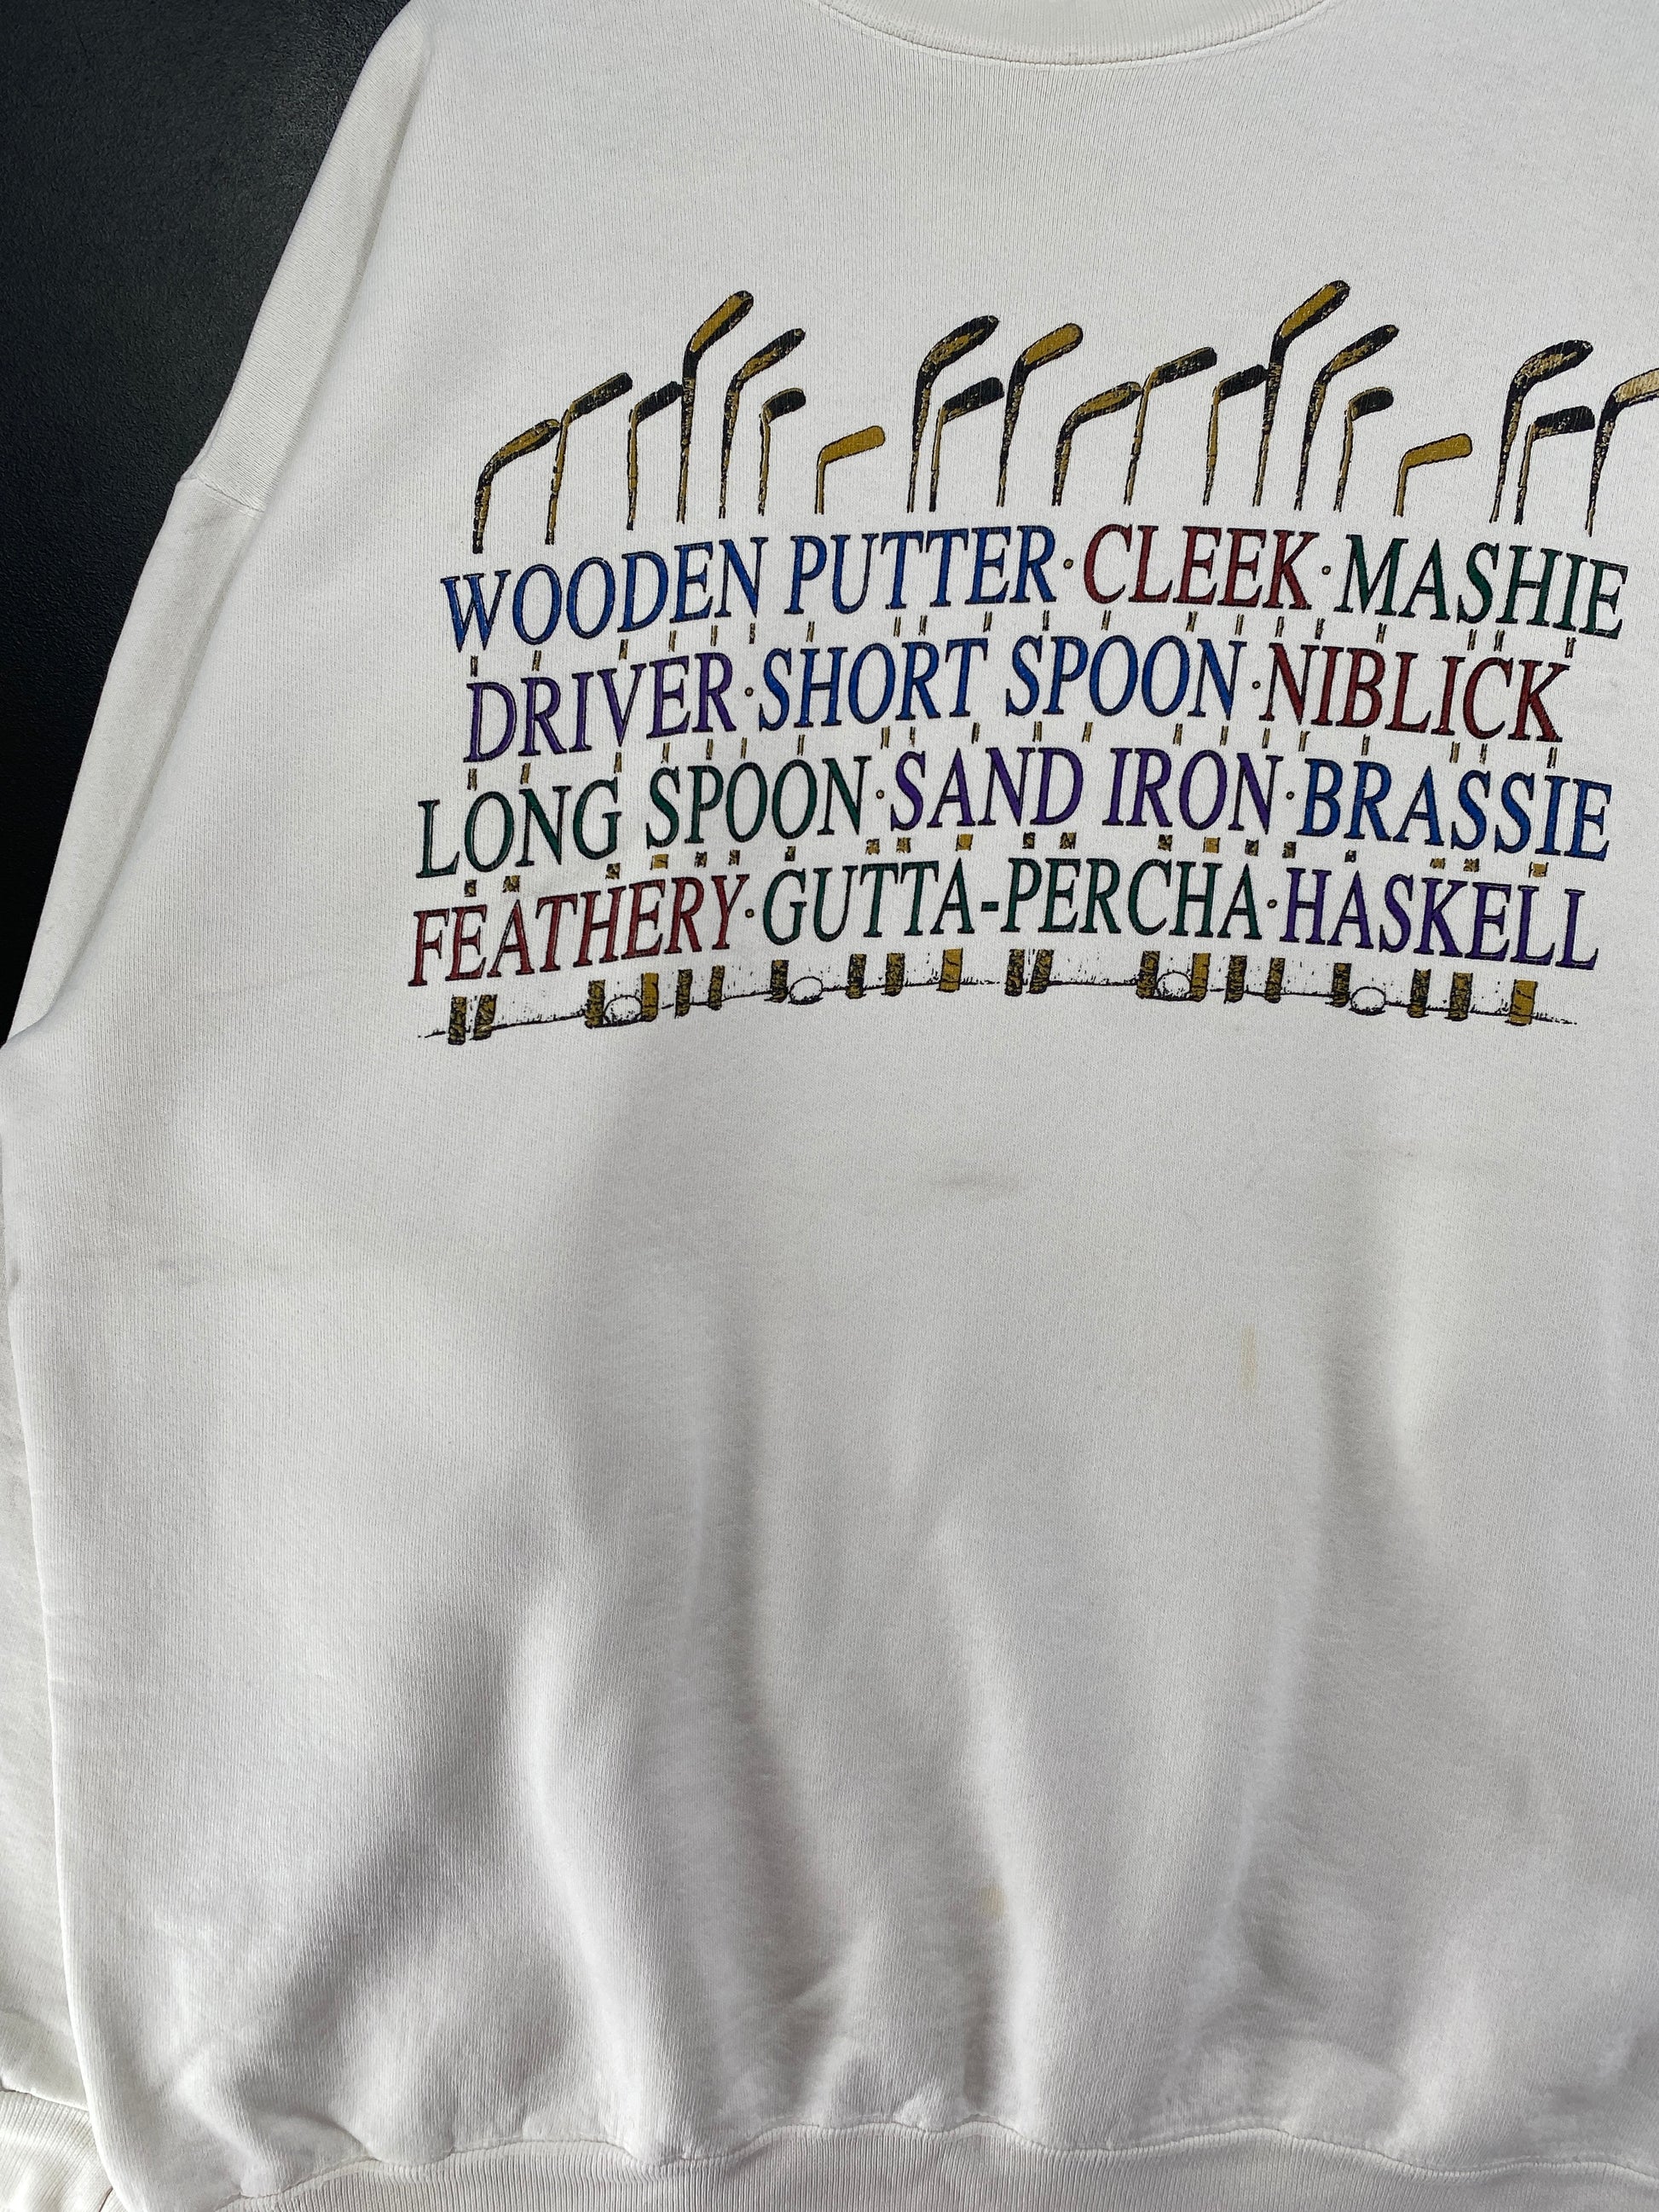 WOODEN PUTTER·CLEEK·MASHIE
DRIVER·SHORT SPOON·NIBLICK
LONG SPOON·SAND IRON·BRASSIE
FEATHERY·GUTTA-PERCHA·HASKELL